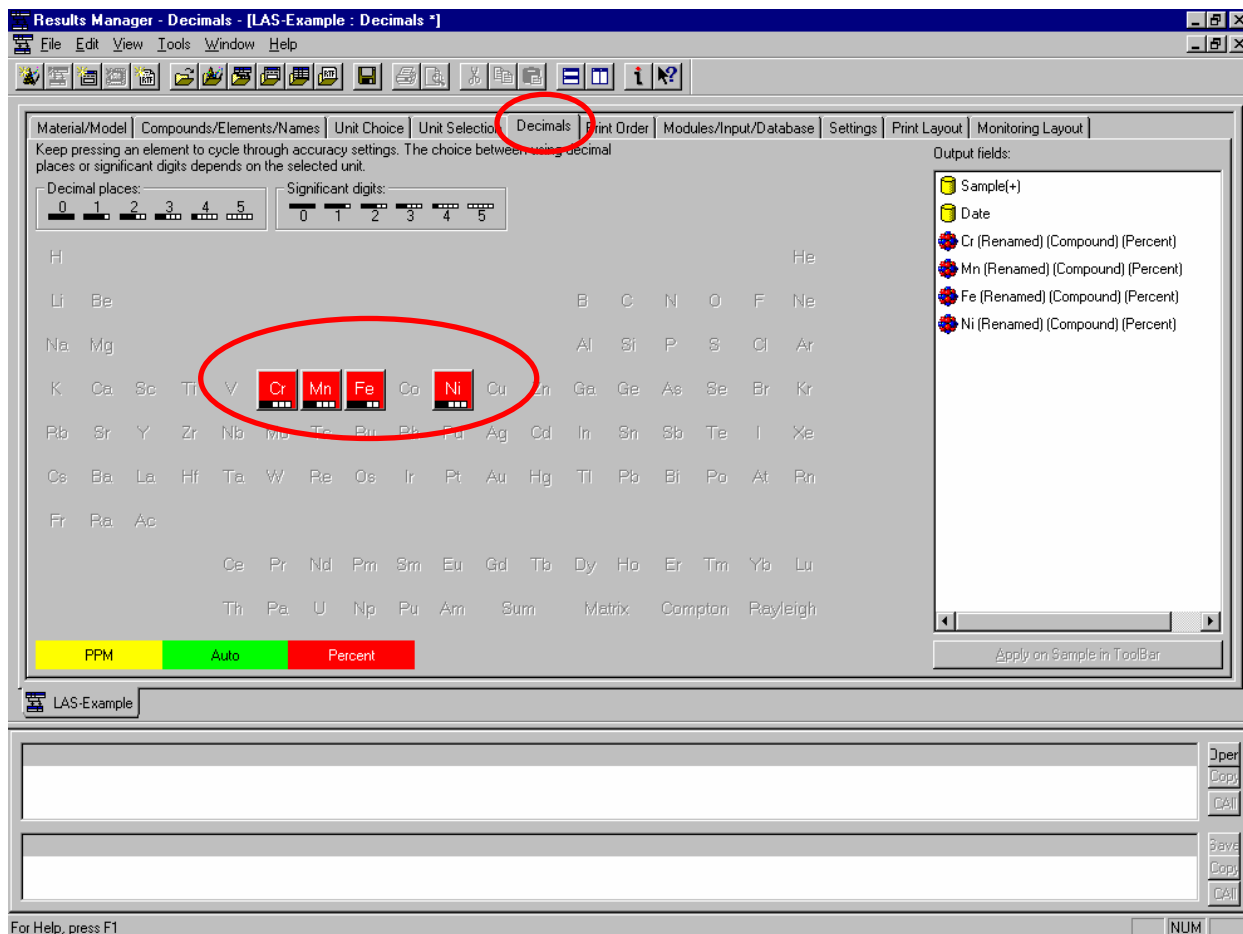 Results Manager - Decimals - [LAS-Example : Decimals *]
File Edit View Tools Window Help
Material/Model Compounds/Elements/Names Unit Choice Unit Selection Decimals Print Order Modules/Input/Database Settings Print Layout Monitoring Layout
Keep pressing an element to cycle through accuracy settings. The choice between using decimal
places or significant digits depends on the selected unit.
Decimal places:
0 1 2 3 4 5
Significant digits:
0 1 2 3 4 5
H He
Li Be B C N O F Ne
Na Mg Al Si P S Cl Ar
K Ca Sc Ti V Cr Mn Fe Co Ni Cu Zn Ga Ge As Se Br Kr
Rb Sr Y Zr Nb Mo Tc Ru Rh Pd Ag Cd In Sn Sb Te I Xe
Cs Ba La Hf Ta W Re Os Ir Pt Au Hg Tl Pb Bi Po At Rn
Fr Ra Ac
Ce Pr Nd Pm Sm Eu Gd Tb Dy Ho Er Tm Yb Lu
Th Pa U Np Pu Am Sum Matrix Compton Rayleigh
PPM Auto Percent
Output fields:
Sample(+)
Date
Cr (Renamed) (Compound) (Percent)
Mn (Renamed) (Compound) (Percent)
Fe (Renamed) (Compound) (Percent)
Ni (Renamed) (Compound) (Percent)
Apply on Sample in ToolBar
LAS-Example
Oper
Copy
CAll
Save
Copy
CAll
For Help, press F1
NUM